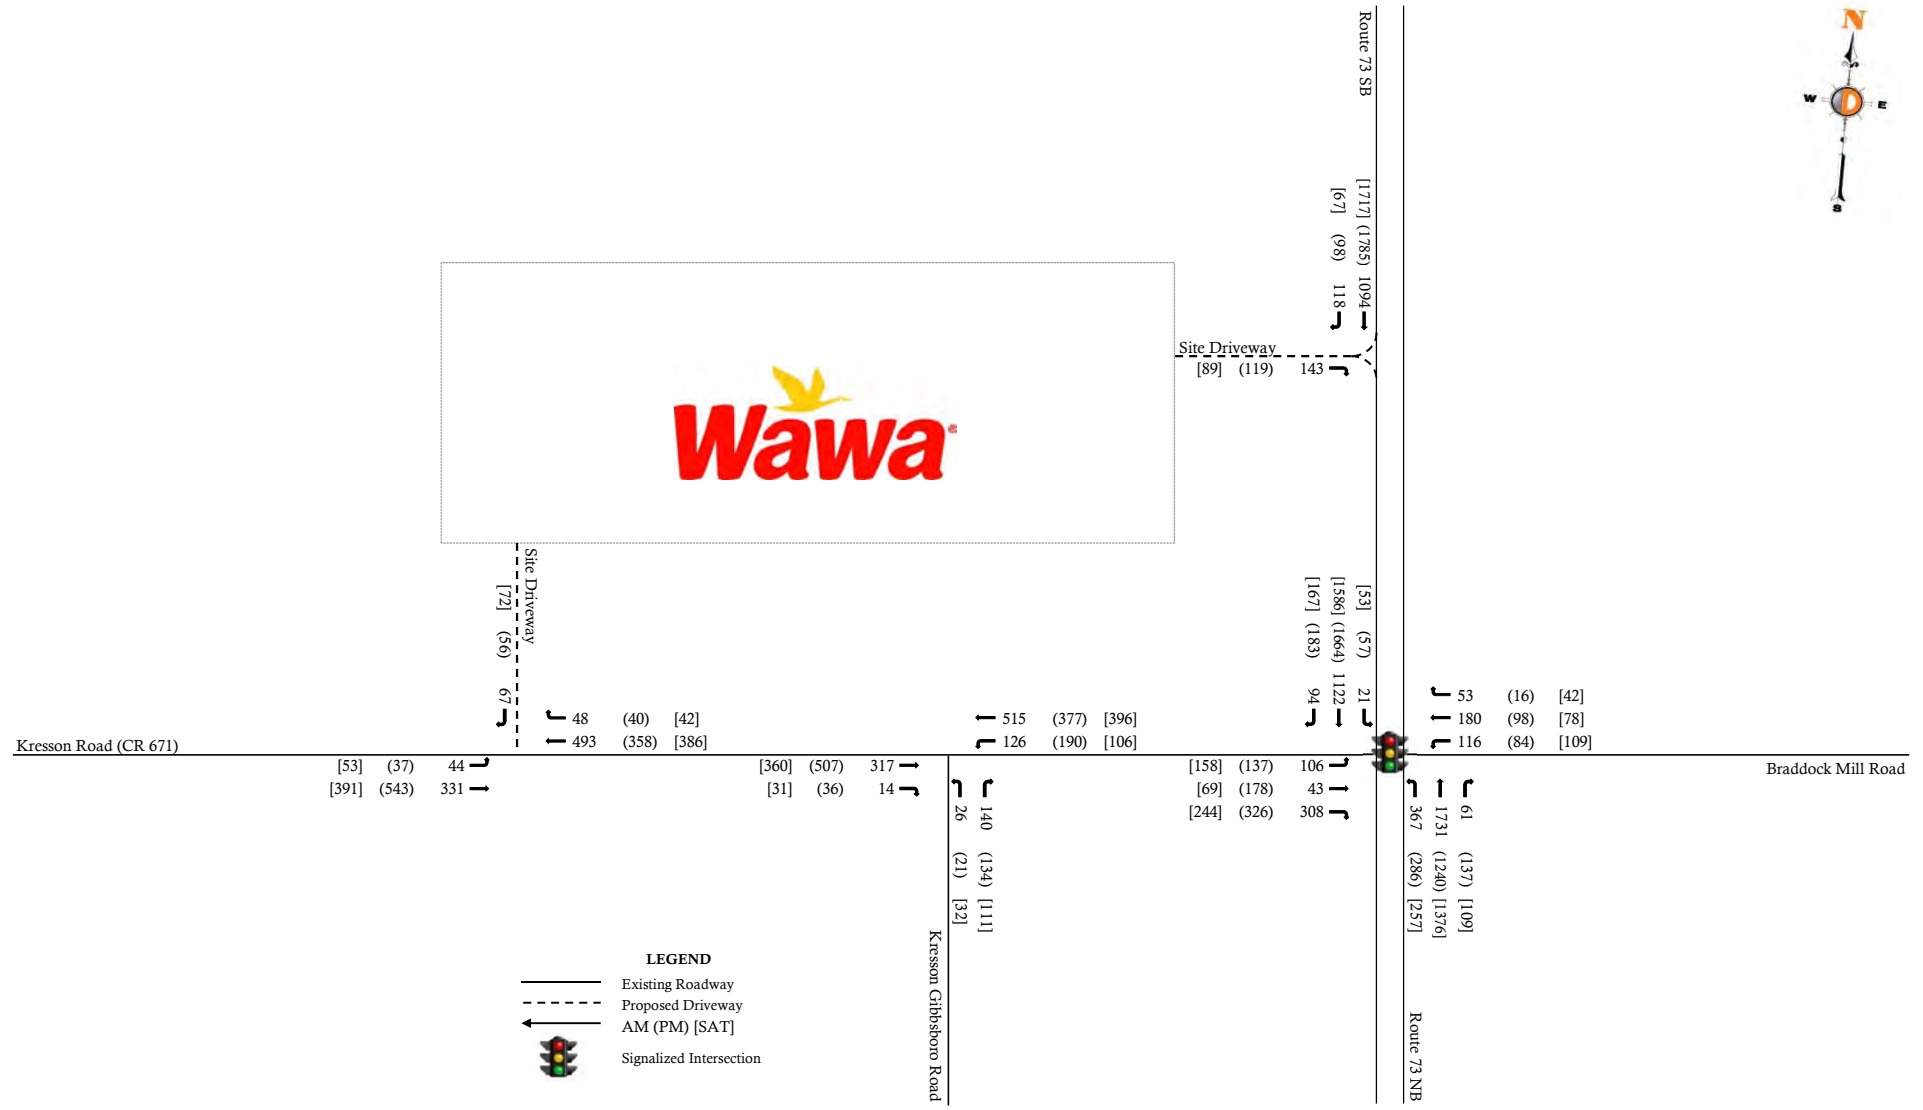 N
W
E
S
Route 73 SB
[1717] (1785) 1094
[67] (98) 118
Site Driveway
[89] (119) 143
Wawa
Site Driveway
[72] (56) 67
[53] (57) 21
[1586] (1664) 1122
[167] (183) 94
53 (16) [42]
180 (98) [78]
116 (84) [109]
48 (40) [42]
493 (358) [386]
515 (377) [396]
126 (190) [106]
Kresson Road (CR 671)
Braddock Mill Road
[53] (37) 44
[391] (543) 331
[360] (507) 317
[31] (36) 14
[158] (137) 106
[69] (178) 43
[244] (326) 308
26 (21) [32]
140 (134) [111]
367 (286) [257]
1731 (1240) [1376]
61 (137) [109]
Kresson Gibbsboro Road
Route 73 NB
LEGEND
Existing Roadway
Proposed Driveway
AM (PM) [SAT]
Signalized Intersection